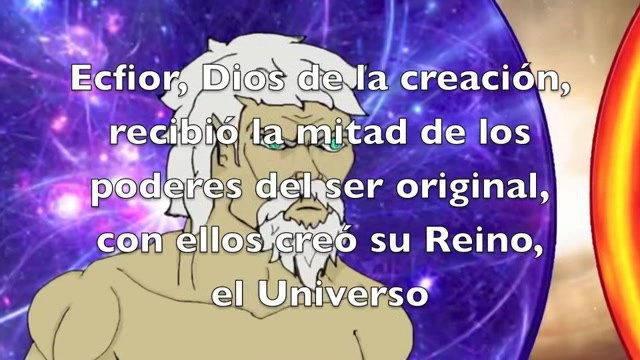 Ecfior, Dios de la creación,
recibió la mitad de los
poderes del ser original,
con ellos creó su Reino,
el Universo